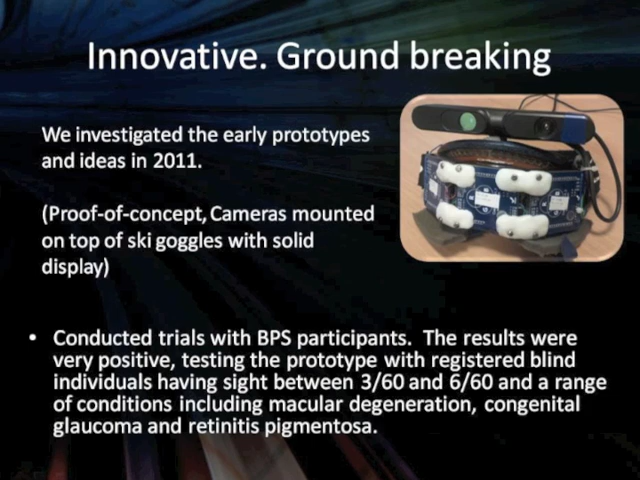 Innovative. Ground breaking
We investigated the early prototypes
and ideas in 2011.
(Proof-of-concept, Cameras mounted
on top of ski goggles with solid
display)
• Conducted trials with BPS participants.  The results were
very positive, testing the prototype with registered blind
individuals having sight between 3/60 and 6/60 and a range
of conditions including macular degeneration, congenital
glaucoma and retinitis pigmentosa.